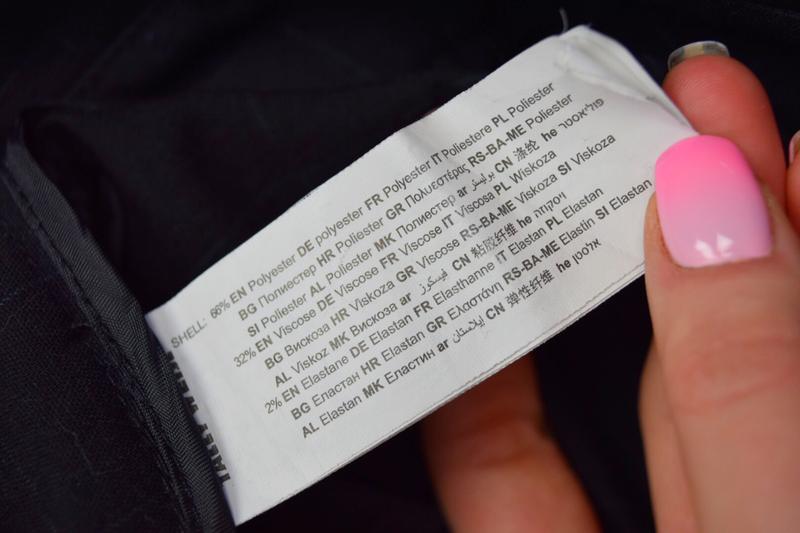 SHELL: 66% EN Polyester DE polyester FR Polyester IT Poliestere PL Poliester
BG Полиестер HR Poliester GR Πολυεστέρας RS-BA-ME Poliester
SI Poliester AL Poliester MK Полиестер ar بوليستر CN 涤纶 he פוליאסטר
32% EN Viscose DE Viscose FR Viscose IT Viscosa PL Wiskoza
BG Вискоза HR Viskoza GR Viscose RS-BA-ME Viskoza SI Viskoza
AL Viskoz MK Вискоза ar فيسكوز CN 粘胶纤维 he ויסקוזה
2% EN Elastane DE Elastan FR Elasthanne IT Elastan PL Elastan
BG Еластан HR Elastan GR Ελαστάνη RS-BA-ME Elastin SI Elastan
AL Elastan MK Еластин ar ايلاستان CN 弹性纤维 he אלסטן